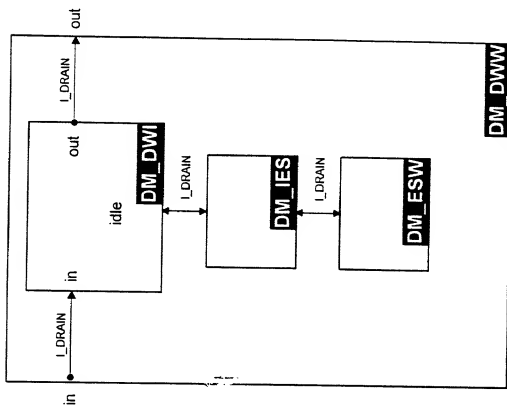 out
I_DRAIN
DM_DWW
out
DM_DWI
idle
in
I_DRAIN
DM_IES
I_DRAIN
DM_ESW
I_DRAIN
in